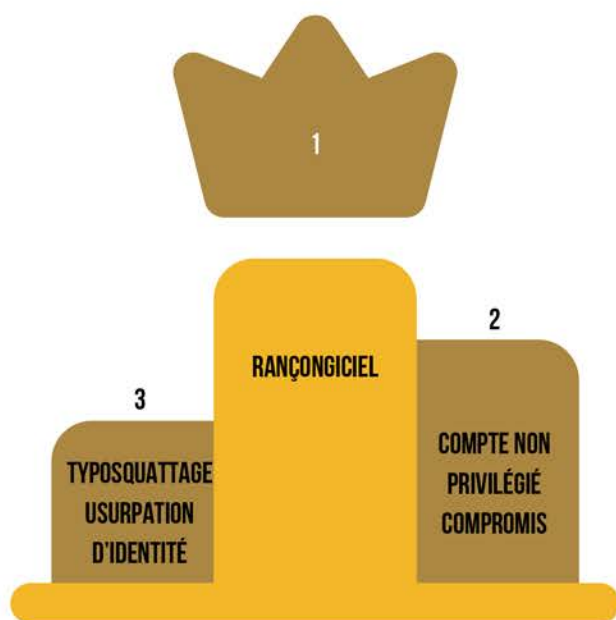 1
RANÇONGICIEL
2
COMPTE NON
PRIVILÉGIÉ
COMPROMIS
3
TYPOSQUATTAGE
USURPATION
D'IDENTITÉ